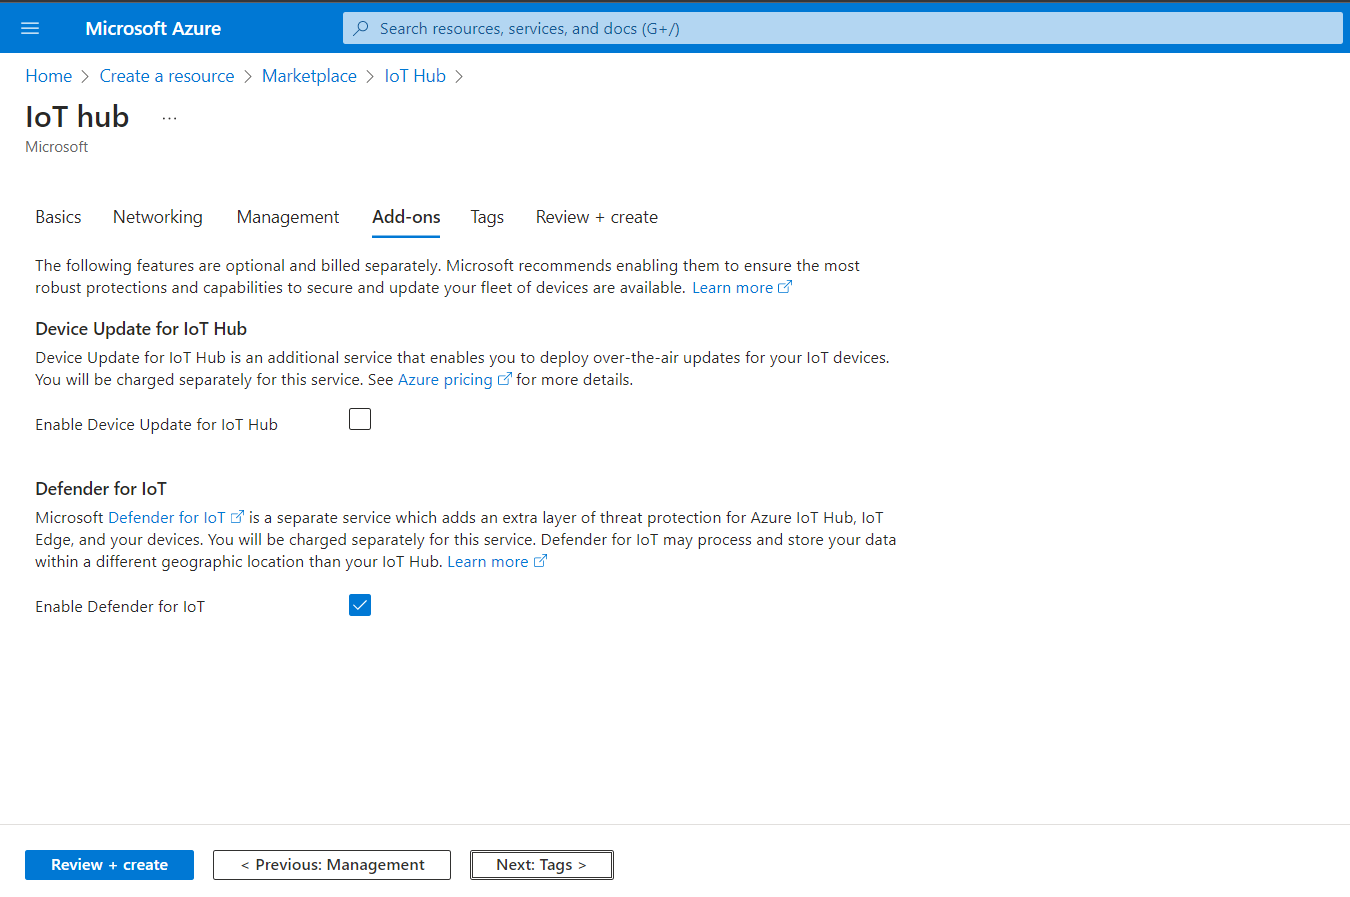 Microsoft Azure
Search resources, services, and docs (G+/)
Home > Create a resource > Marketplace > IoT Hub >
IoT hub ...
Microsoft
Basics Networking Management Add-ons Tags Review + create
The following features are optional and billed separately. Microsoft recommends enabling them to ensure the most
robust protections and capabilities to secure and update your fleet of devices are available. Learn more
Device Update for IoT Hub
Device Update for IoT Hub is an additional service that enables you to deploy over-the-air updates for your IoT devices.
You will be charged separately for this service. See Azure pricing for more details.
Enable Device Update for IoT Hub
Defender for IoT
Microsoft Defender for IoT is a separate service which adds an extra layer of threat protection for Azure IoT Hub, IoT
Edge, and your devices. You will be charged separately for this service. Defender for IoT may process and store your data
within a different geographic location than your IoT Hub. Learn more
Enable Defender for IoT
Review + create
< Previous: Management
Next: Tags >